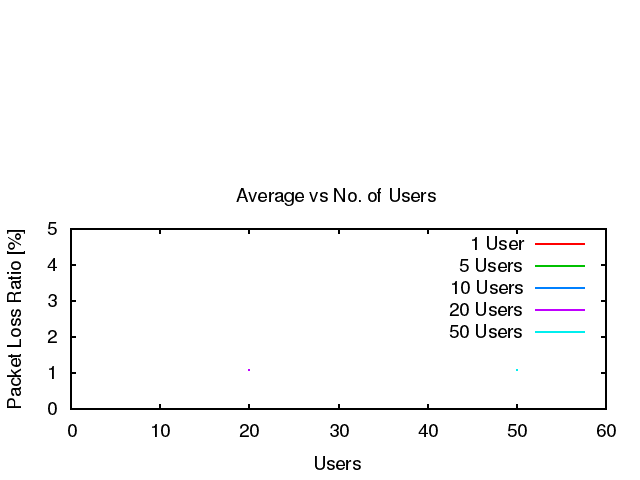 Average vs No. of Users
Packet Loss Ratio [%]
5
4
3
2
1
0
1 User
5 Users
10 Users
20 Users
50 Users
0 10 20 30 40 50 60
Users